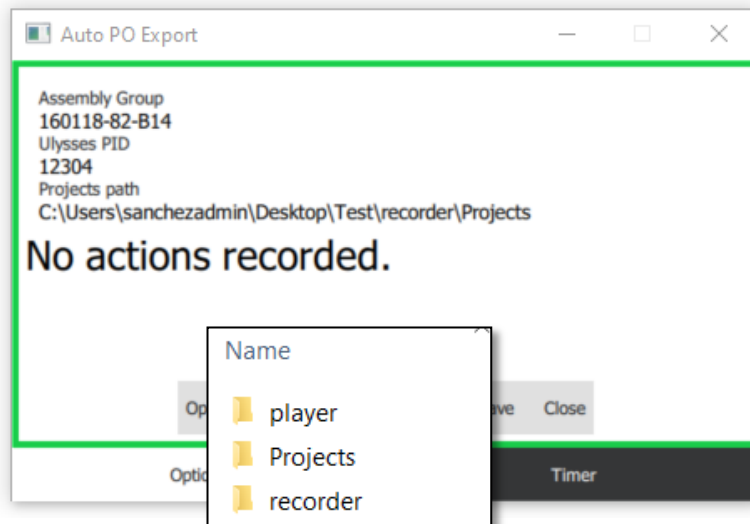 Auto PO Export
Assembly Group
160118-82-B14
Ulysses PID
12304
Projects path
C:\Users\sanchezadmin\Desktop\Test\recorder\Projects
No actions recorded.
Name
player
Projects
recorder
Close
Timer